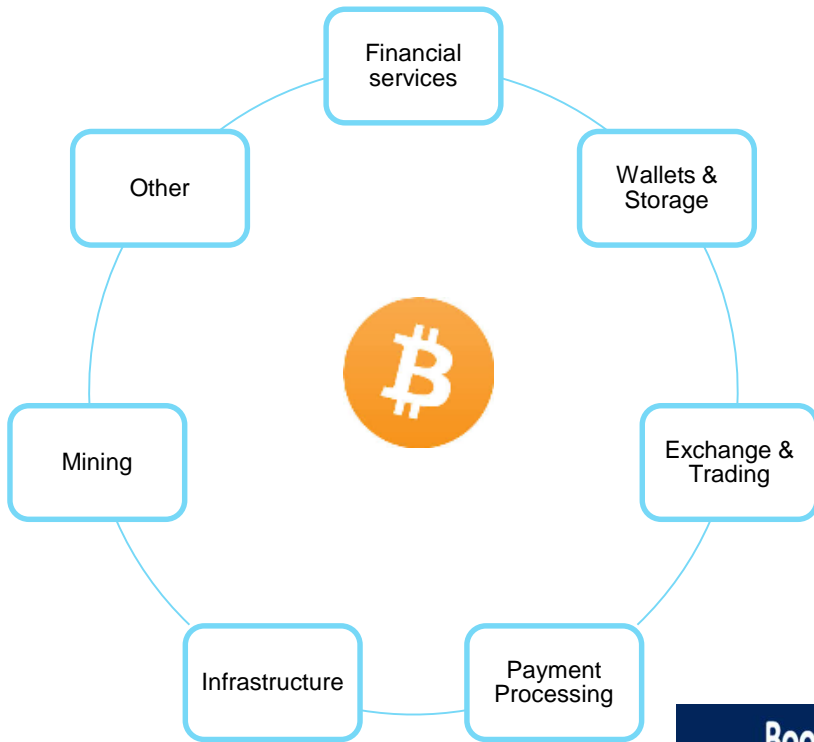 Financial
services
Wallets &
Storage
Exchange &
Trading
Payment
Processing
Infrastructure
Mining
Other